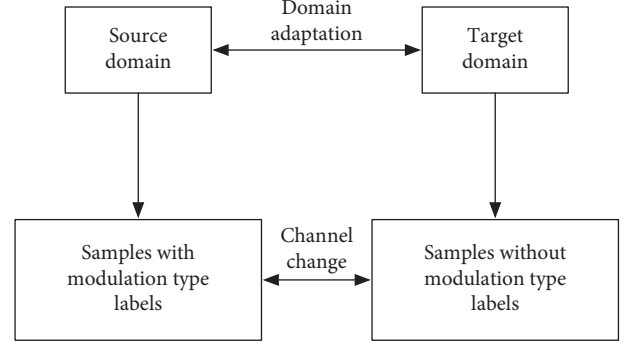 Domain
adaptation
Source
domain
Target
domain
Channel
change
Samples with
modulation type
labels
Samples without
modulation type
labels